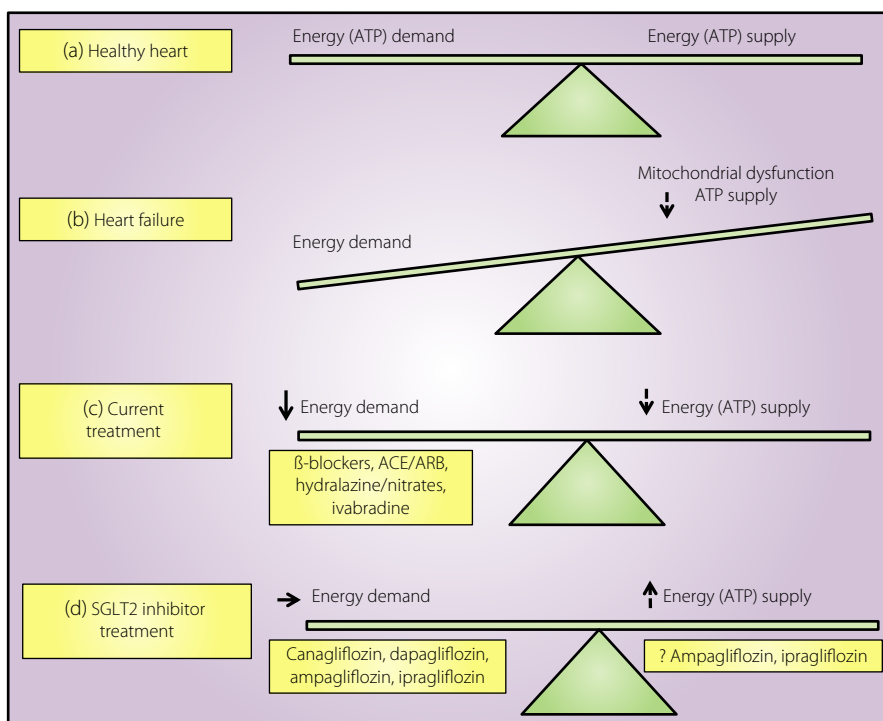 (a) Healthy heart
Energy (ATP) demand
Energy (ATP) supply
(b) Heart failure
Energy demand
Mitochondrial dysfunction
ATP supply
(c) Current
treatment
Energy demand
Energy (ATP) supply
ß-blockers, ACE/ARB,
hydralazine/nitrates,
ivabradine
(d) SGLT2 inhibitor
treatment
Energy demand
Energy (ATP) supply
Canagliflozin, dapagliflozin,
ampagliflozin, ipragliflozin
? Ampagliflozin, ipragliflozin